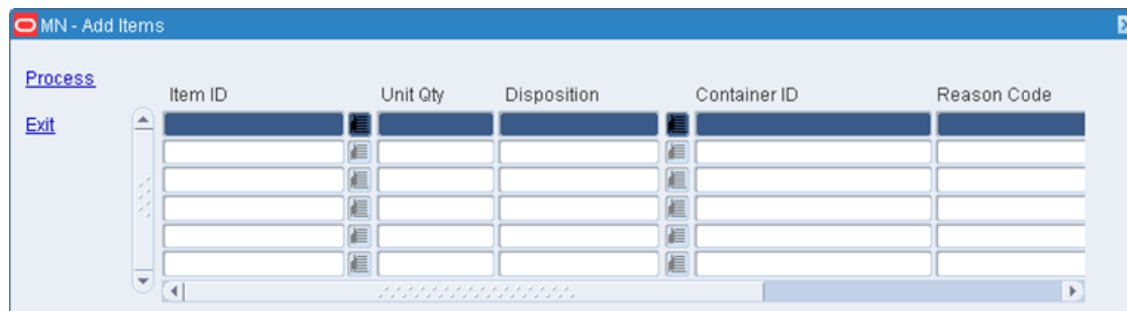 MN - Add Items
Process
Item ID Unit Qty Disposition Container ID Reason Code
Exit